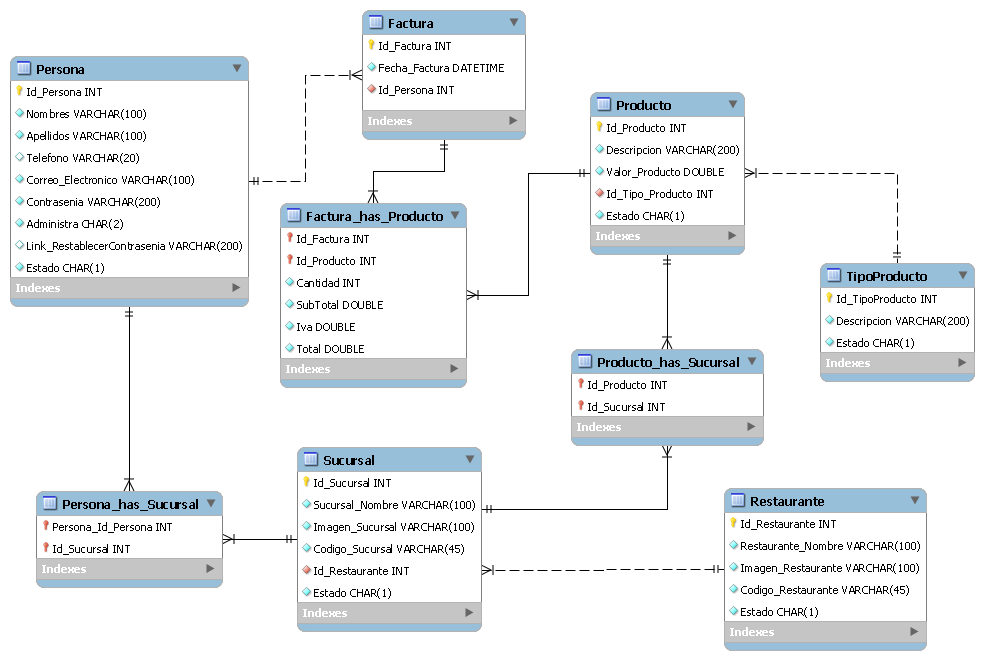 Factura
Id_Factura INT
Fecha_Factura DATETIME
Id_Persona INT
Indexes
Persona
Id_Persona INT
Nombres VARCHAR(100)
Apellidos VARCHAR(100)
Telefono VARCHAR(20)
Correo_Electronico VARCHAR(100)
Contrasenia VARCHAR(200)
Administra CHAR(2)
Link_RestablecerContrasenia VARCHAR(200)
Estado CHAR(1)
Indexes
Producto
Id_Producto INT
Descripcion VARCHAR(200)
Valor_Producto DOUBLE
Id_Tipo_Producto INT
Estado CHAR(1)
Indexes
Factura_has_Producto
Id_Factura INT
Id_Producto INT
Cantidad INT
SubTotal DOUBLE
Iva DOUBLE
Total DOUBLE
Indexes
TipoProducto
Id_TipoProducto INT
Descripcion VARCHAR(200)
Estado CHAR(1)
Indexes
Producto_has_Sucursal
Id_Producto INT
Id_Sucursal INT
Indexes
Sucursal
Id_Sucursal INT
Sucursal_Nombre VARCHAR(100)
Imagen_Sucursal VARCHAR(100)
Codigo_Sucursal VARCHAR(45)
Id_Restaurante INT
Estado CHAR(1)
Indexes
Persona_has_Sucursal
Persona_Id_Persona INT
Id_Sucursal INT
Indexes
Restaurante
Id_Restaurante INT
Restaurante_Nombre VARCHAR(100)
Imagen_Restaurante VARCHAR(100)
Codigo_Restaurante VARCHAR(45)
Estado CHAR(1)
Indexes